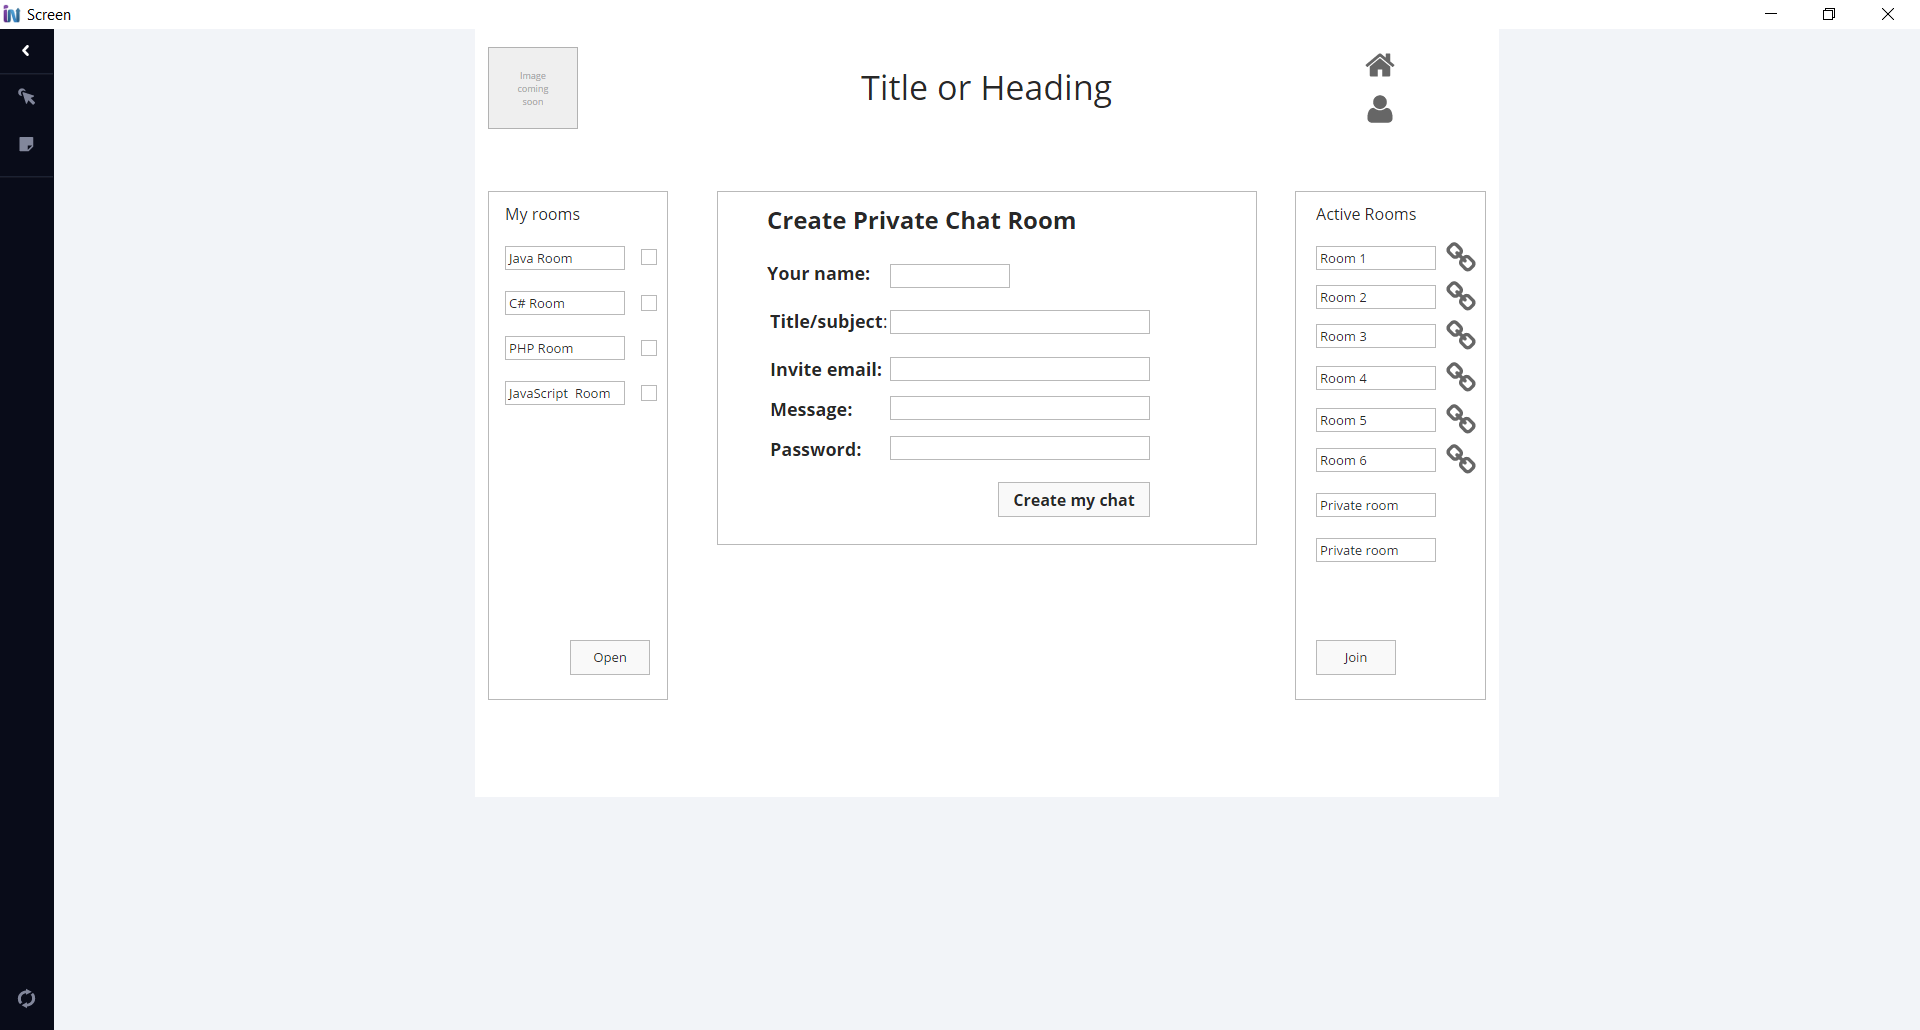 Screen
Image
coming
soon
Title or Heading
My rooms
Java Room
C# Room
PHP Room
JavaScript  Room
Open
Create Private Chat Room
Your name:
Title/subject:
Invite email:
Message:
Password:
Create my chat
Active Rooms
Room 1
Room 2
Room 3
Room 4
Room 5
Room 6
Private room
Private room
Join